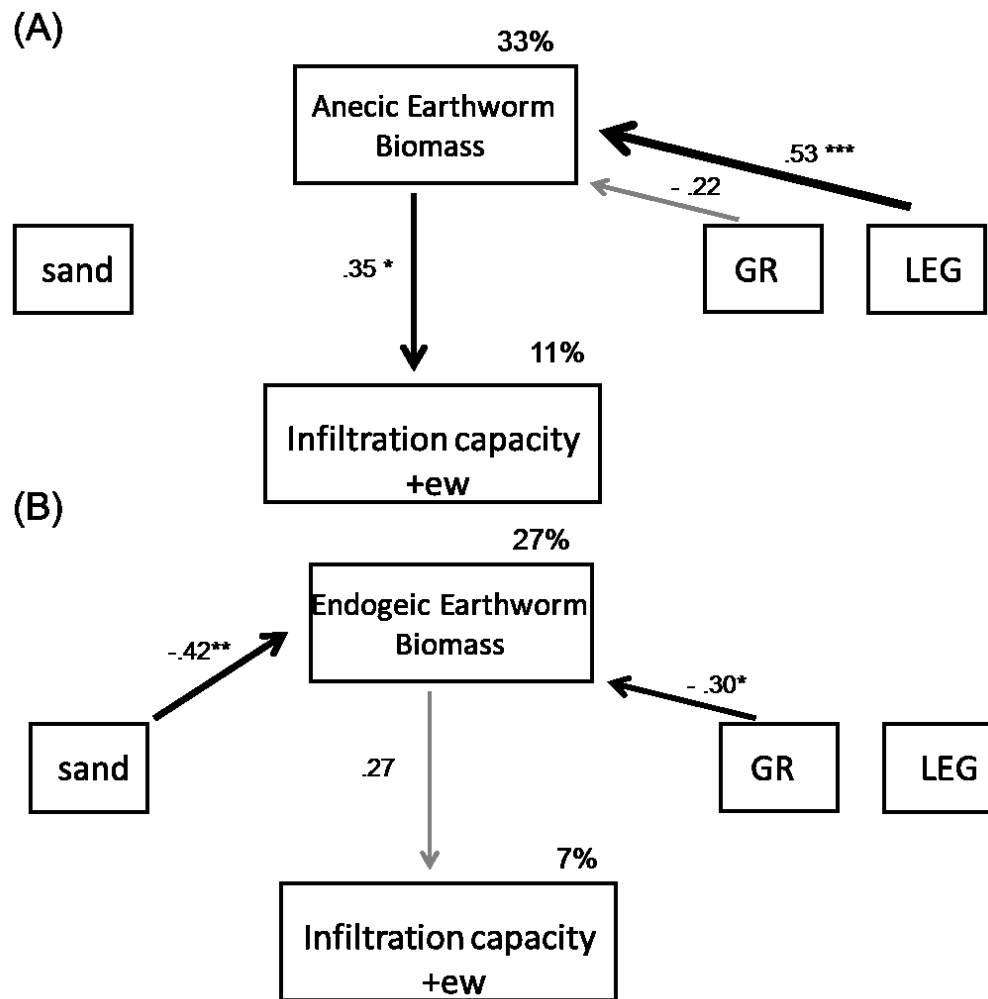 (A)
33%
Anecic Earthworm
Biomass
.53 ***
- .22
sand
.35 *
GR
LEG
11%
Infiltration capacity
+ew
(B)
27%
Endogeic Earthworm
Biomass
-.42**
- .30*
sand
.27
GR
LEG
7%
Infiltration capacity
+ew